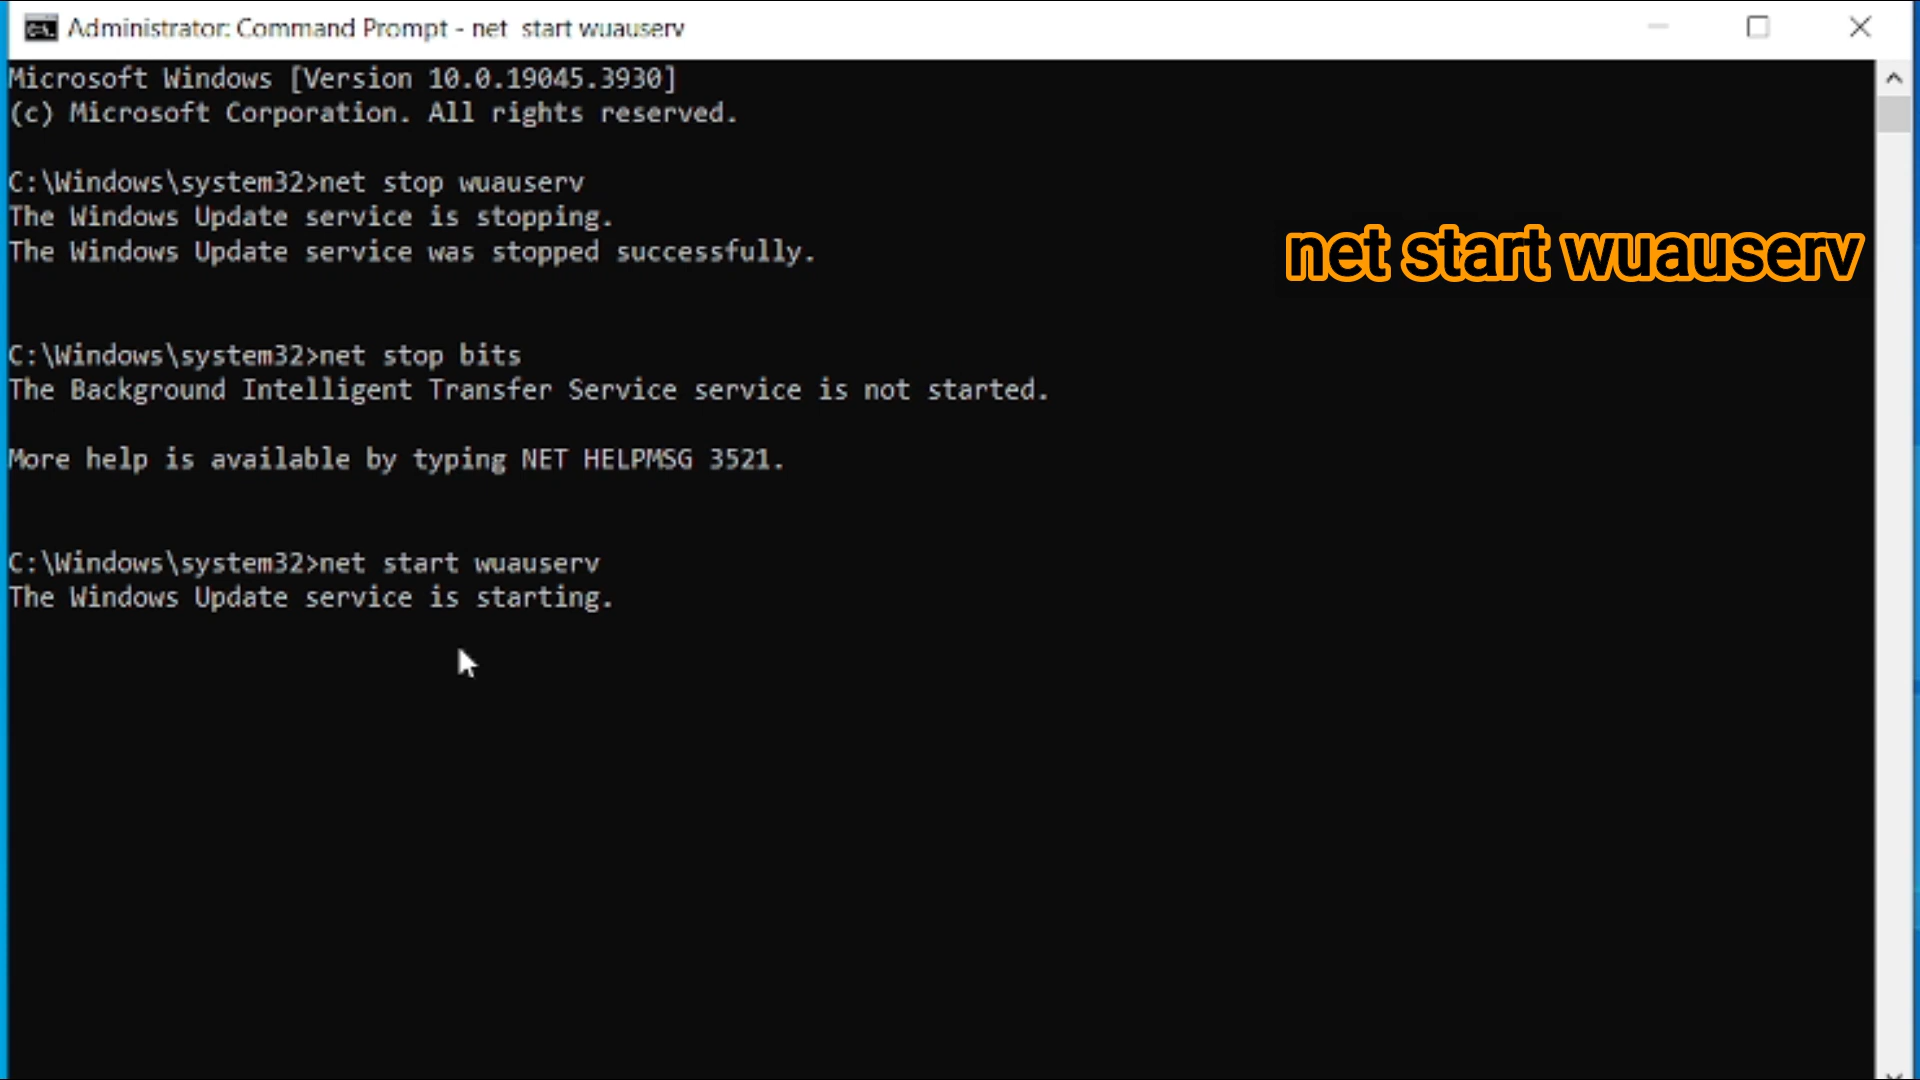 Administrator: Command Prompt - net  start wuauserv
Microsoft Windows [Version 10.0.19045.3930]
(c) Microsoft Corporation. All rights reserved.
C:\Windows\system32>net stop wuauserv
The Windows Update service is stopping.
The Windows Update service was stopped successfully.
net start wuauserv
C:\Windows\system32>net stop bits
The Background Intelligent Transfer Service service is not started.
More help is available by typing NET HELPMSG 3521.
C:\Windows\system32>net start wuauserv
The Windows Update service is starting.